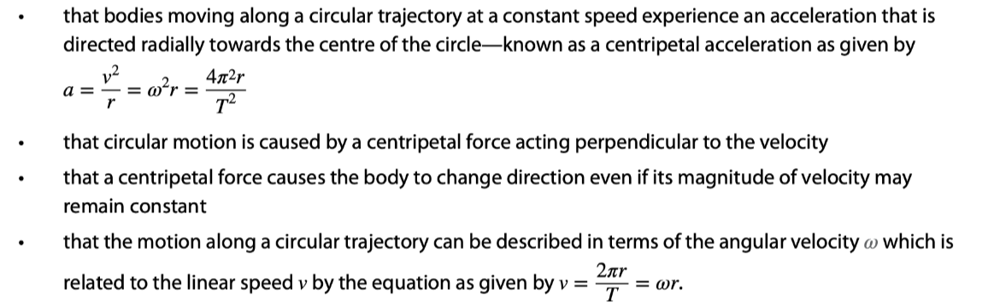 • that bodies moving along a circular trajectory at a constant speed experience an acceleration that is
directed radially towards the centre of the circle—known as a centripetal acceleration as given by
a = v²/r = ω²r = 4π2r/T²
• that circular motion is caused by a centripetal force acting perpendicular to the velocity
• that a centripetal force causes the body to change direction even if its magnitude of velocity may
remain constant
• that the motion along a circular trajectory can be described in terms of the angular velocity ω which is
related to the linear speed v by the equation as given by v = 2πr/T = ωr.